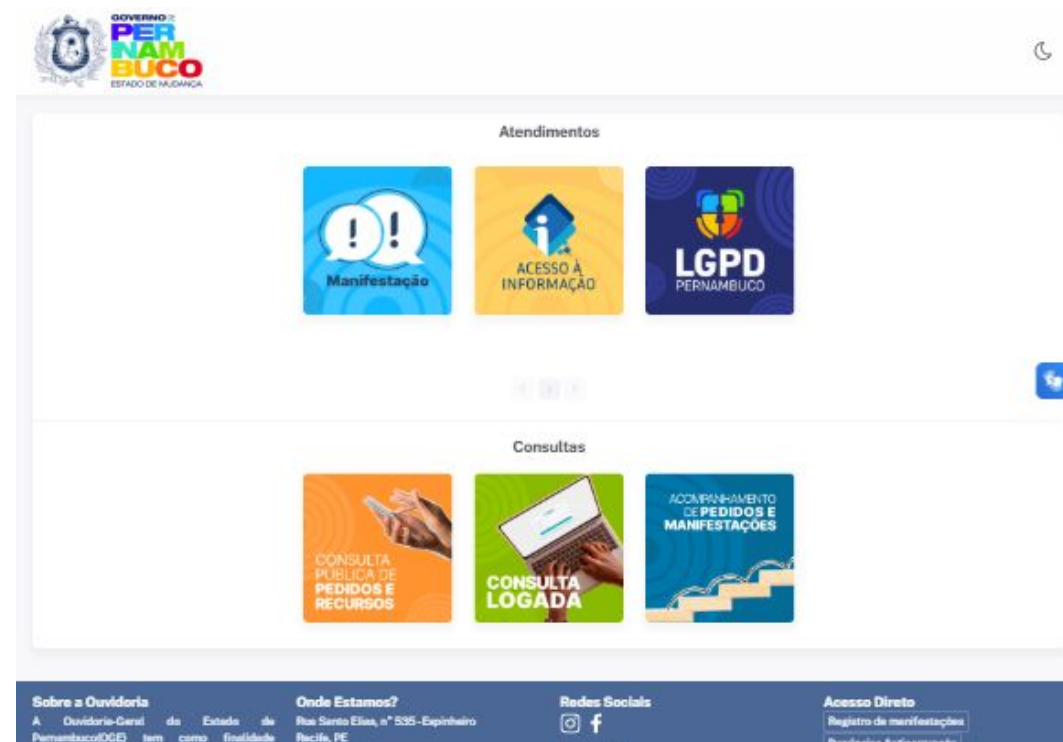 GOVERNO DE
PER
NAM
BUCO
ESTADO DE MUDANÇA
Atendimentos
! !
Manifestação
i
ACESSO À
INFORMAÇÃO
LGPD
PERNAMBUCO
Consultas
CONSULTA
PÚBLICA DE
PEDIDOS E
RECURSOS
CONSULTA
LOGADA
ACOMPANHAMENTO
DE PEDIDOS E
MANIFESTAÇÕES
Sobre a Ouvidoria
A Ouvidoria-Geral do Estado de
Pernambuco(OGE) tem como finalidade
Onde Estamos?
Rua Santo Elias, nº 535-Espinheiro
Recife, PE
Redes Sociais
Acesso Direto
Registro de manifestações